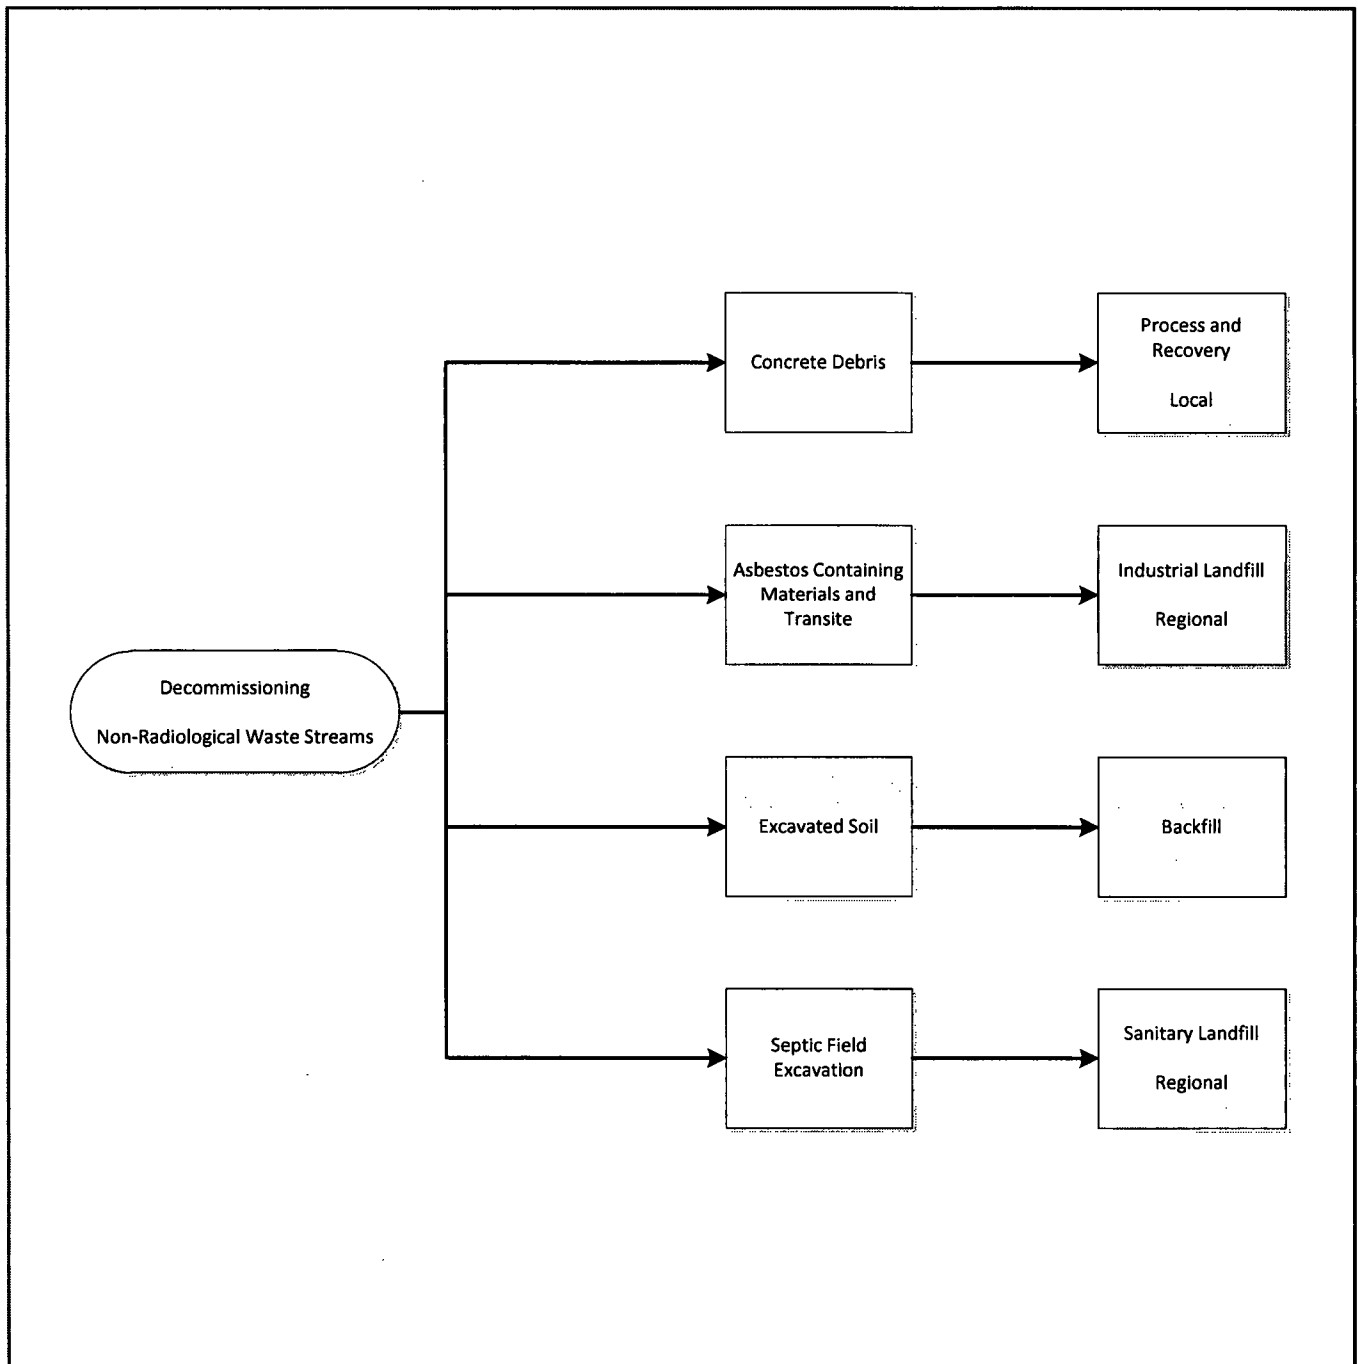 Concrete Debris
Process and
Recovery
Local
Asbestos Containing
Materials and
Transite
Industrial Landfill
Regional
Decommissioning
Non-Radiological Waste Streams
Excavated Soil
Backfill
Septic Field
Excavation
Sanitary Landfill
Regional